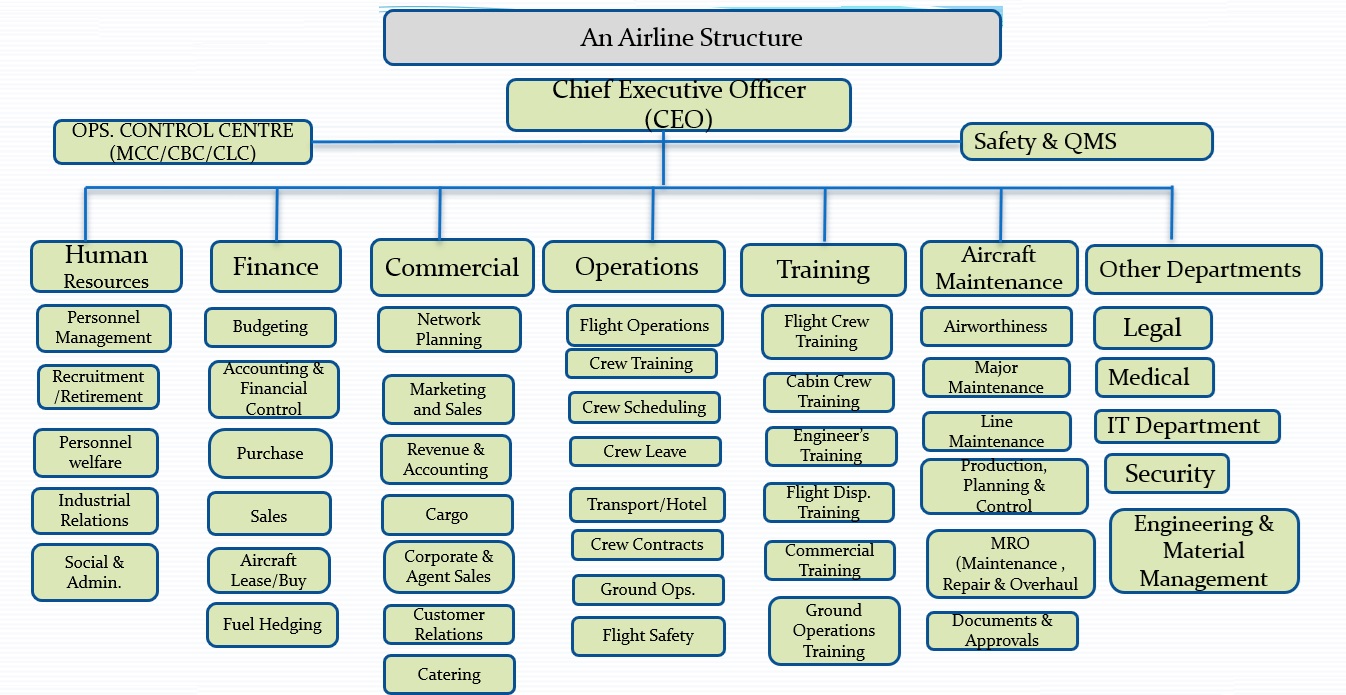 An Airline Structure
Chief Executive Officer
(CEO)
OPS. CONTROL CENTRE
(MCC/CBC/CLC)
Safety & QMS
Human
Resources
Personnel
Management
Recruitment
/Retirement
Personnel
welfare
Industrial
Relations
Social &
Admin.
Finance
Budgeting
Accounting &
Financial
Control
Purchase
Sales
Aircraft
Lease/Buy
Fuel Hedging
Commercial
Network
Planning
Marketing
and Sales
Revenue &
Accounting
Cargo
Corporate &
Agent Sales
Customer
Relations
Catering
Operations
Flight Operations
Crew Training
Crew Scheduling
Crew Leave
Transport/Hotel
Crew Contracts
Ground Ops.
Flight Safety
Training
Flight Crew
Training
Cabin Crew
Training
Engineer’s
Training
Flight Disp.
Training
Commercial
Training
Ground
Operations
Training
Aircraft
Maintenance
Airworthiness
Major
Maintenance
Line
Maintenance
Production,
Planning &
Control
MRO
(Maintenance ,
Repair & Overhaul
Documents &
Approvals
Other Departments
Legal
Medical
IT Department
Security
Engineering &
Material
Management